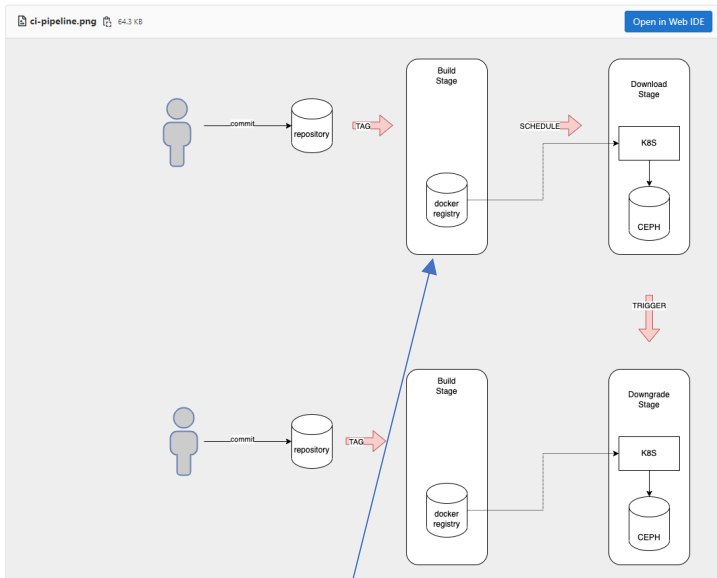 ci-pipeline.png 64.3 KB
Open in Web IDE
Build
Stage
Download
Stage
commit
repository
TAG
SCHEDULE
K8S
docker
registry
CEPH
TRIGGER
Build
Stage
Downgrade
Stage
commit
repository
TAG
K8S
docker
registry
CEPH